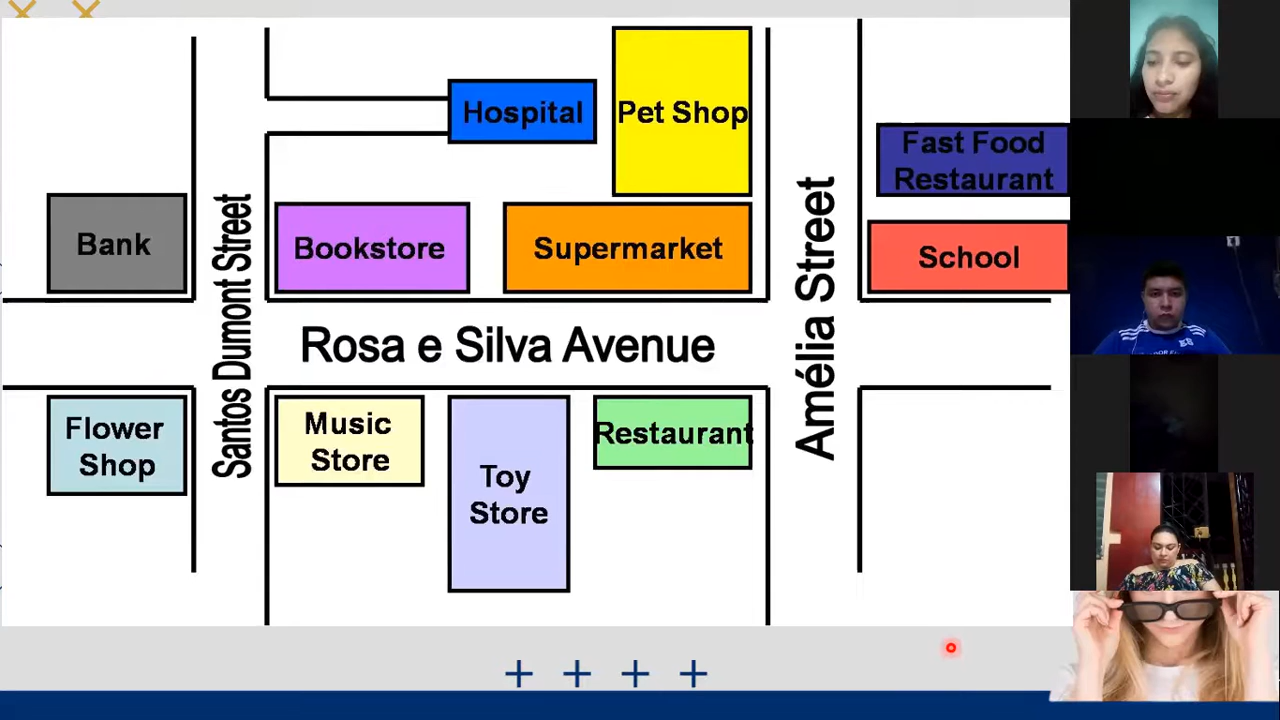 Hospital
Pet Shop
Fast Food
Restaurant
Bank
Santos Dumont Street
Bookstore
Supermarket
Amélia Street
School
Rosa e Silva Avenue
Flower
Shop
Music
Store
Toy
Store
Restaurant